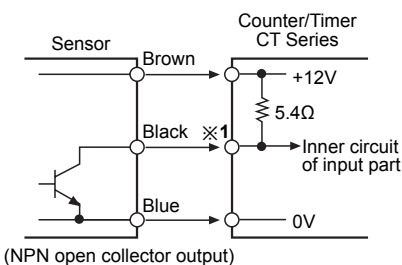 Counter/Timer
CT Series
Sensor
Brown
+12V
5.4Ω
Black ※1
Inner circuit
of input part
Blue
0V
(NPN open collector output)